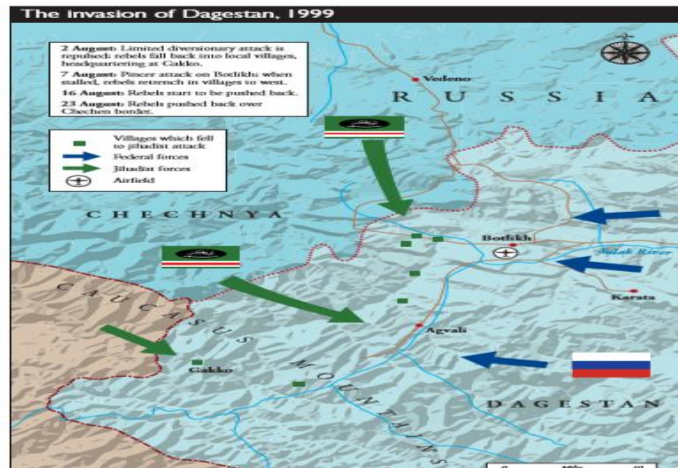 The invasion of Dagestan, 1999
2 August: Limited diversionary attack is
repulsed: rebels fall back into local villages,
headquartering at Gakko.
7 August: Pincer attack on Botlikh: when
stalled, rebels retrench in villages to west.
16 August: Rebels start to be pushed back.
23 August: Rebels pushed back over
Chechen border.
Vedeno
RUSSIA
Villages which fell
to jihadist attack
Federal forces
Jihadist forces
Airfield
CHECHNYA
Botlikh
River
Karata
CAUCASUS MOUNTAINS
Agvali
Gakko
DAGESTAN